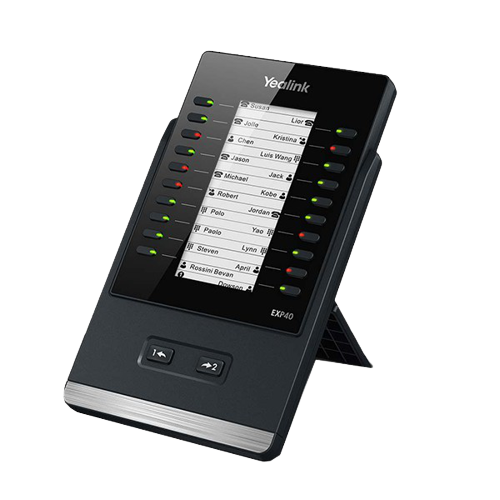 Yealink
Susan
Lior
Jolie
Kristina
Chen
Luis Wang
Jason
Jack
Michael
Kobe
Robert
Jordan
Polo
Yao
Paolo
Lynn
Steven
April
Rossini Bevan
Dowson
EXP40
1
2